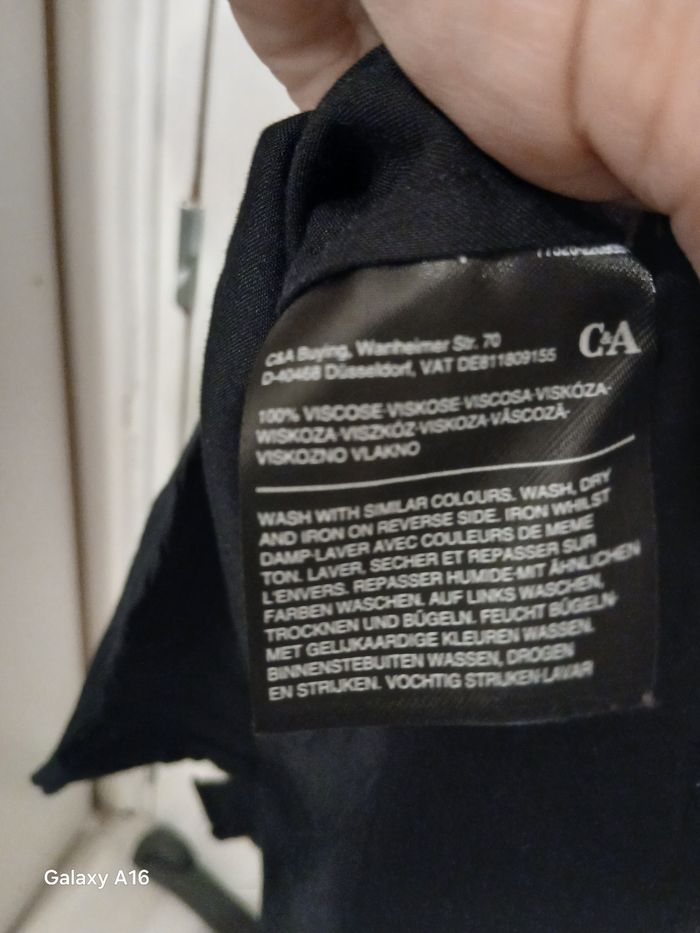 C&A Buying, Wanheimer Str. 70
D-40468 Düsseldorf, VAT DE811809155
C&A
100% VISCOSE·VISKOSE·VISCOSA·VISKÓZA·
WISKOZA·VISZKÓZ·VISKOZA·VÂSCOZĂ·
VISKOZNO VLAKNO
WASH WITH SIMILAR COLOURS. WASH, DRY
AND IRON ON REVERSE SIDE. IRON WHILST
DAMP·LAVER AVEC COULEURS DE MEME
TON. LAVER, SECHER ET REPASSER SUR
L'ENVERS. REPASSER HUMIDE·MIT ÄHNLICHEN
FARBEN WASCHEN. AUF LINKS WASCHEN,
TROCKNEN UND BÜGELN. FEUCHT BÜGELN·
MET GELIJKAARDIGE KLEUREN WASSEN.
BINNENSTEBUITEN WASSEN, DROGEN
EN STRIJKEN. VOCHTIG STRIJKEN·LAVAR
Galaxy A16